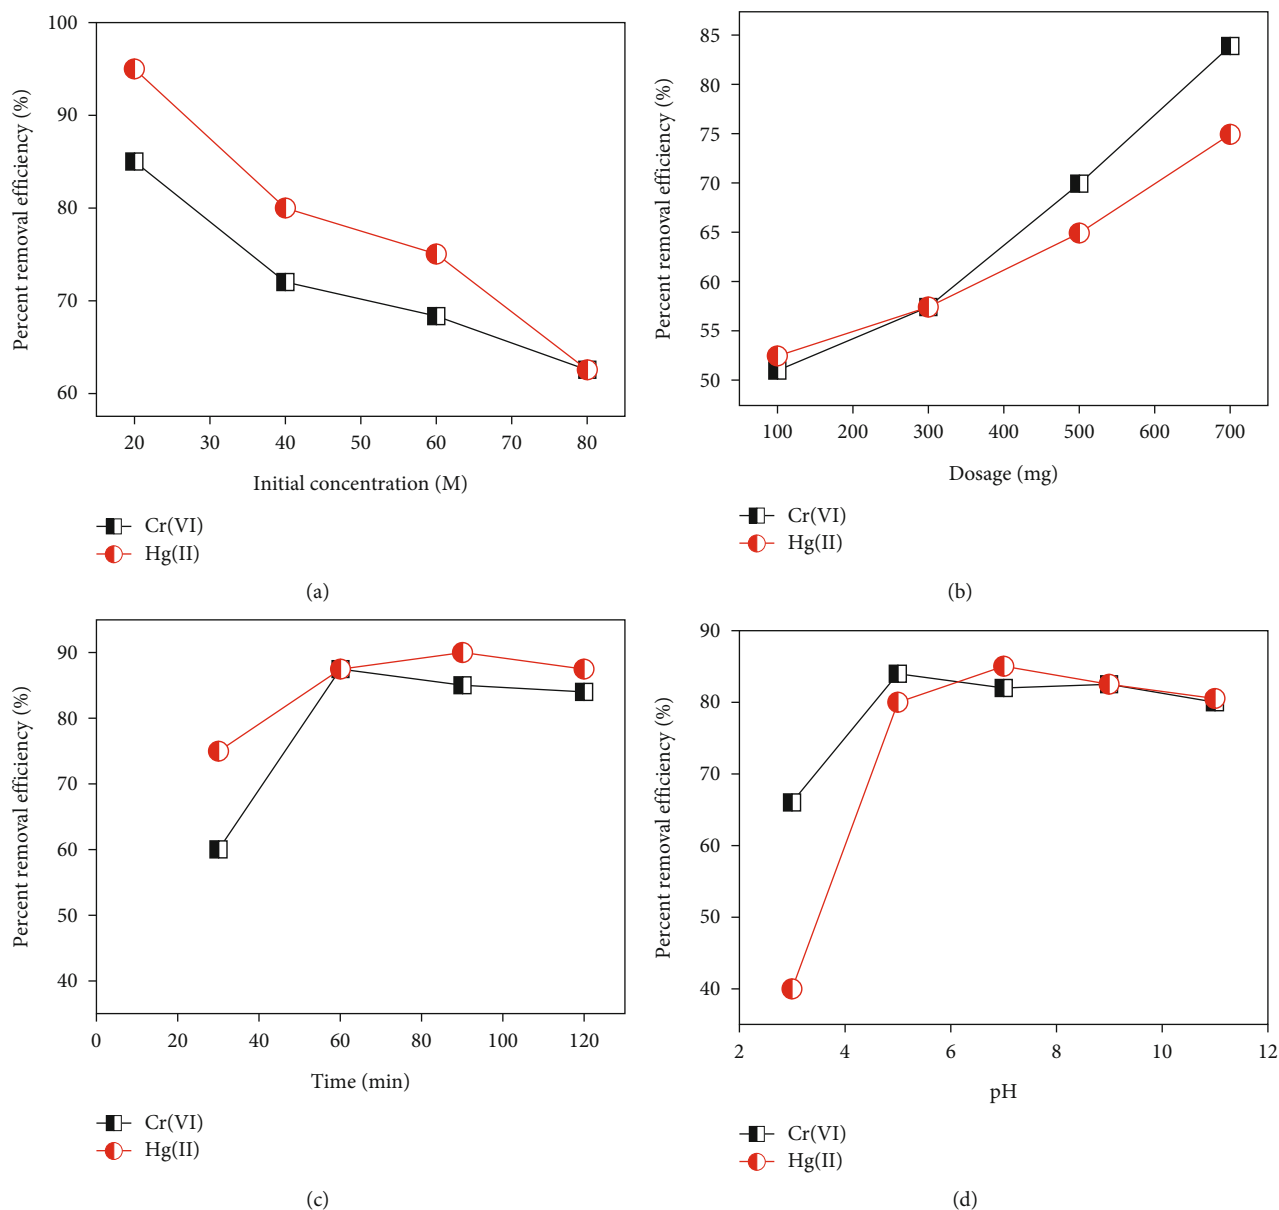 100
90
80
70
60
Percent removal efficiency (%)
20 30 40 50 60 70 80
Initial concentration (M)
Cr(VI)
Hg(II)
(a)
85
80
75
70
65
60
55
50
Percent removal efficiency (%)
100 200 300 400 500 600 700
Dosage (mg)
Cr(VI)
Hg(II)
(b)
90
80
70
60
50
40
Percent removal efficiency (%)
0 20 40 60 80 100 120
Time (min)
Cr(VI)
Hg(II)
(c)
90
80
70
60
50
40
Percent removal efficiency (%)
2 4 6 8 10 12
pH
Cr(VI)
Hg(II)
(d)